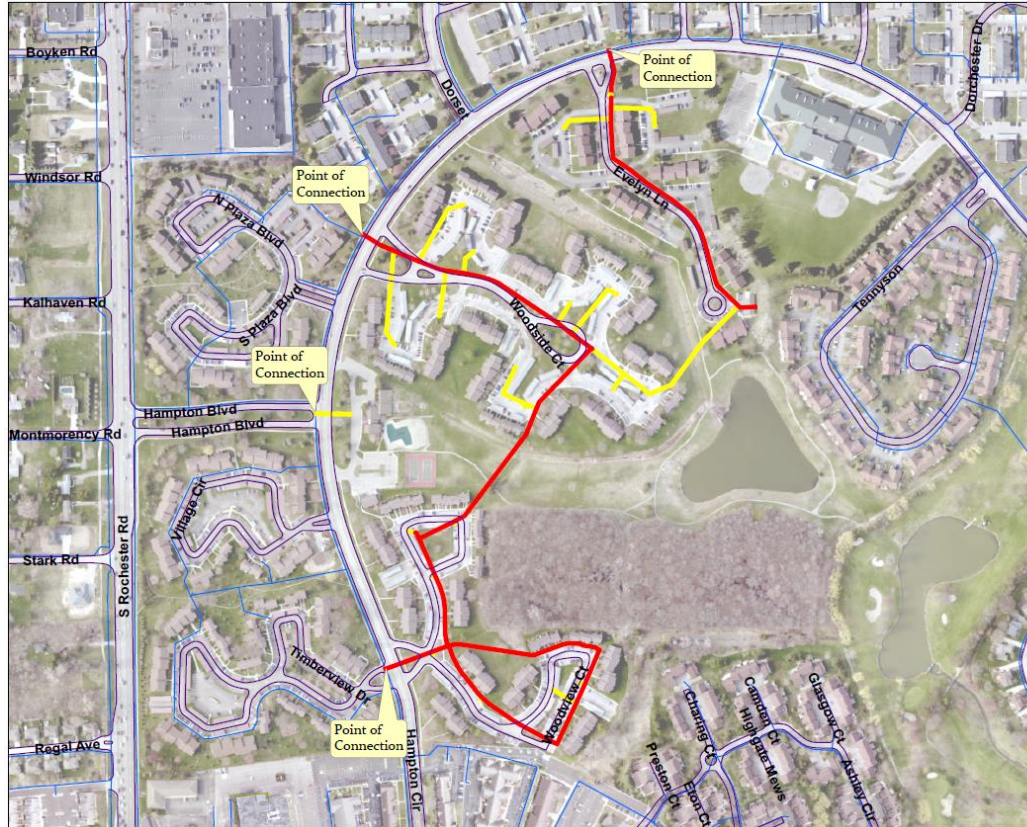 Boyken Rd
Point of
Connection
Dorset
Dorchester Dr
Windsor Rd
Point of
Connection
N Plaza Blvd
Evelyn Ln
Kalhaven Rd
S Plaza Blvd
Tennyson
Woodside Ct
Point of
Connection
Hampton Blvd
Montmorency Rd
Hampton Blvd
Village Cir
Stark Rd
S Rochester Rd
Timberview Dr
Point of
Connection
Woodview Ct
Regal Ave
Hampton Cir
Charing Ct
Camden Ct
Highgate Mews
Glasgow Ct
Ashley Cir
Preston Ct
Eton Ct